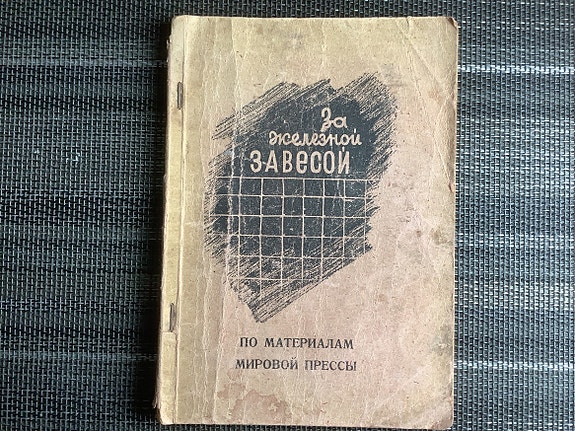 За
железной
ЗАВЕСОЙ
ПО МАТЕРИАЛАМ
МИРОВОЙ ПРЕССЫ